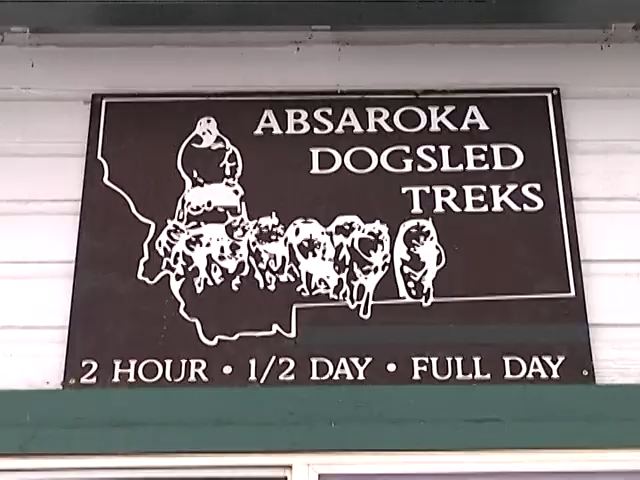 ABSAROKA
DOGSLED
TREKS
2 HOUR • 1/2 DAY • FULL DAY